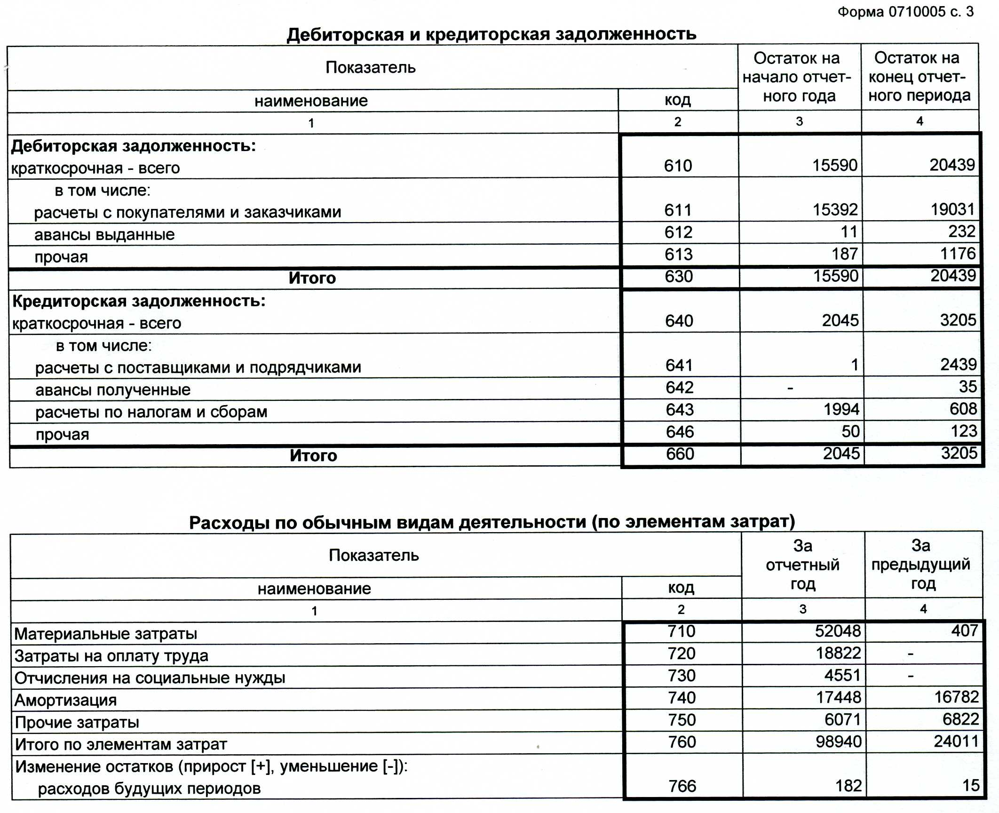 Форма 0710005 с. 3
Дебиторская и кредиторская задолженность
Показатель
Остаток на начало отчет-ного года
Остаток на конец отчет-ного периода
наименование код
1 2 3 4
Дебиторская задолженность:
краткосрочная - всего 610 15590 20439
в том числе:
расчеты с покупателями и заказчиками 611 15392 19031
авансы выданные 612 11 232
прочая 613 187 1176
Итого 630 15590 20439
Кредиторская задолженность:
краткосрочная - всего 640 2045 3205
в том числе:
расчеты с поставщиками и подрядчиками 641 1 2439
авансы полученные 642 - 35
расчеты по налогам и сборам 643 1994 608
прочая 646 50 123
Итого 660 2045 3205
Расходы по обычным видам деятельности (по элементам затрат)
Показатель
За отчетный год
За предыдущий год
наименование код
1 2 3 4
Материальные затраты 710 52048 407
Затраты на оплату труда 720 18822 -
Отчисления на социальные нужды 730 4551 -
Амортизация 740 17448 16782
Прочие затраты 750 6071 6822
Итого по элементам затрат 760 98940 24011
Изменение остатков (прирост [+], уменьшение [-]):
расходов будущих периодов 766 182 15